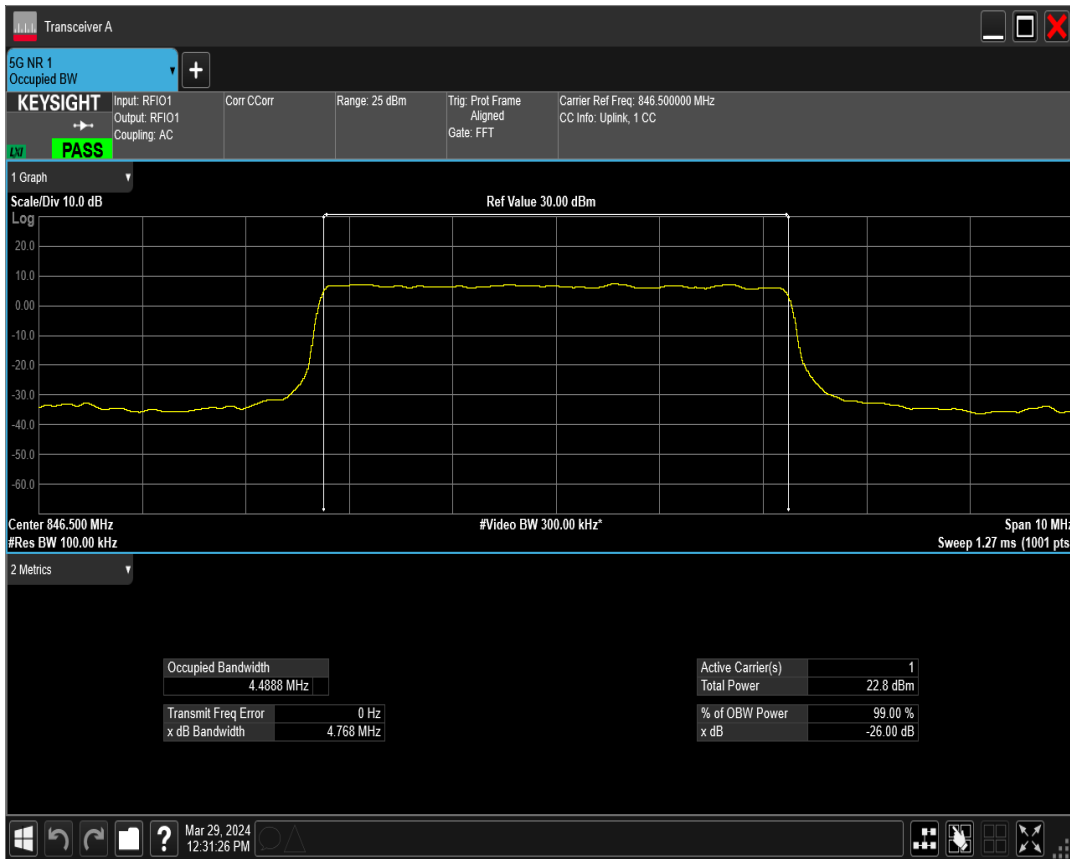 Transceiver A
5G NR 1
Occupied BW
KEYSIGHT
LXI
PASS
Input: RFIO1
Output: RFIO1
Coupling: AC
Corr CCorr
Range: 25 dBm
Trig: Prot Frame
Aligned
Gate: FFT
Carrier Ref Freq: 846.500000 MHz
CC Info: Uplink, 1 CC
1 Graph
Scale/Div 10.0 dB
Ref Value 30.00 dBm
Log
20.0
10.0
0.00
-10.0
-20.0
-30.0
-40.0
-50.0
-60.0
Center 846.500 MHz
#Video BW 300.00 kHz*
Span 10 MHz
#Res BW 100.00 kHz
Sweep 1.27 ms (1001 pts
2 Metrics
Occupied Bandwidth
4.4888 MHz
Transmit Freq Error 0 Hz
x dB Bandwidth 4.768 MHz
Active Carrier(s) 1
Total Power 22.8 dBm
% of OBW Power 99.00 %
x dB -26.00 dB
?
Mar 29, 2024
12:31:26 PM